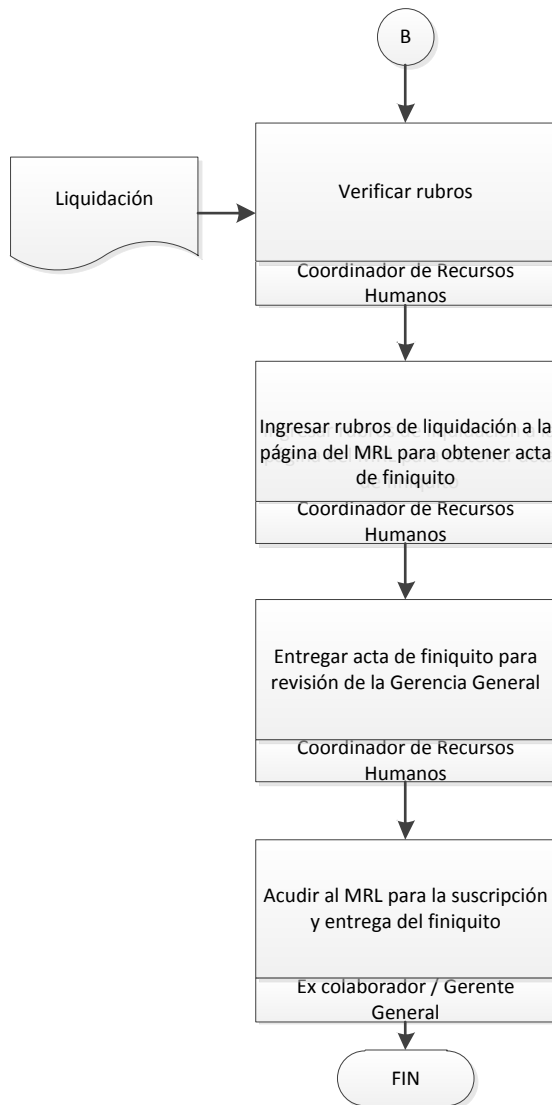 B
Liquidación
Verificar rubros
Coordinador de Recursos
Humanos
Ingresar rubros de liquidación a la
página del MRL para obtener acta
de finiquito
Coordinador de Recursos
Humanos
Entregar acta de finiquito para
revisión de la Gerencia General
Coordinador de Recursos
Humanos
Acudir al MRL para la suscripción
y entrega del finiquito
Ex colaborador / Gerente
General
FIN